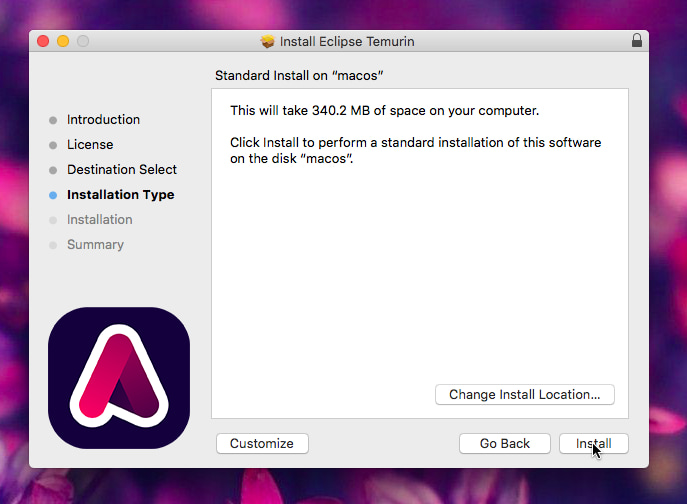 Install Eclipse Temurin
Standard Install on “macos”
Introduction
License
Destination Select
Installation Type
Installation
Summary
This will take 340.2 MB of space on your computer.
Click Install to perform a standard installation of this software
on the disk “macos”.
Change Install Location...
Customize
Go Back
Install